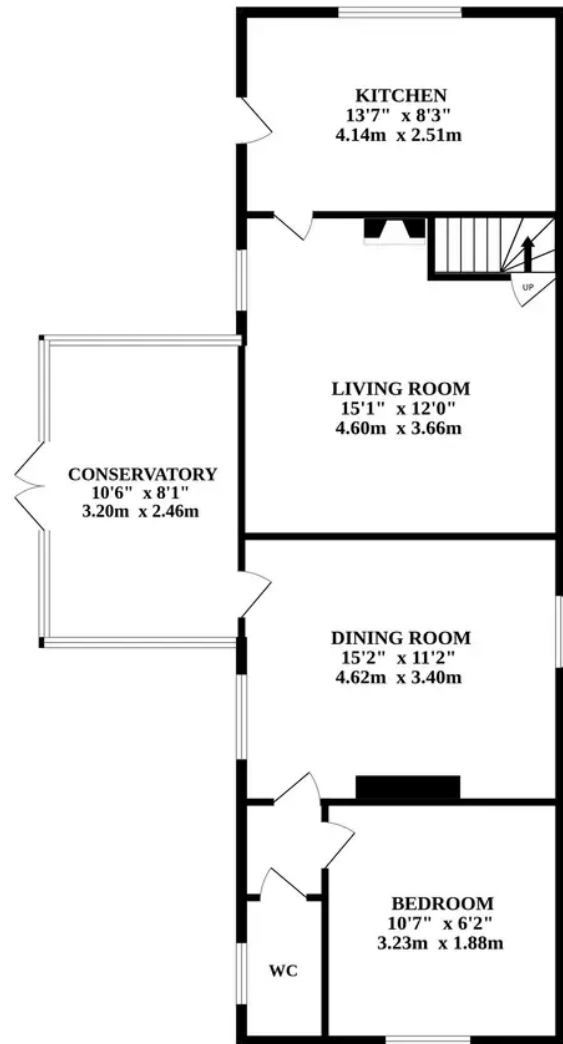 KITCHEN
13'7" x 8'3"
4.14m x 2.51m
UP
LIVING ROOM
15'1" x 12'0"
4.60m x 3.66m
CONSERVATORY
10'6" x 8'1"
3.20m x 2.46m
DINING ROOM
15'2" x 11'2"
4.62m x 3.40m
BEDROOM
10'7" x 6'2"
3.23m x 1.88m
WC